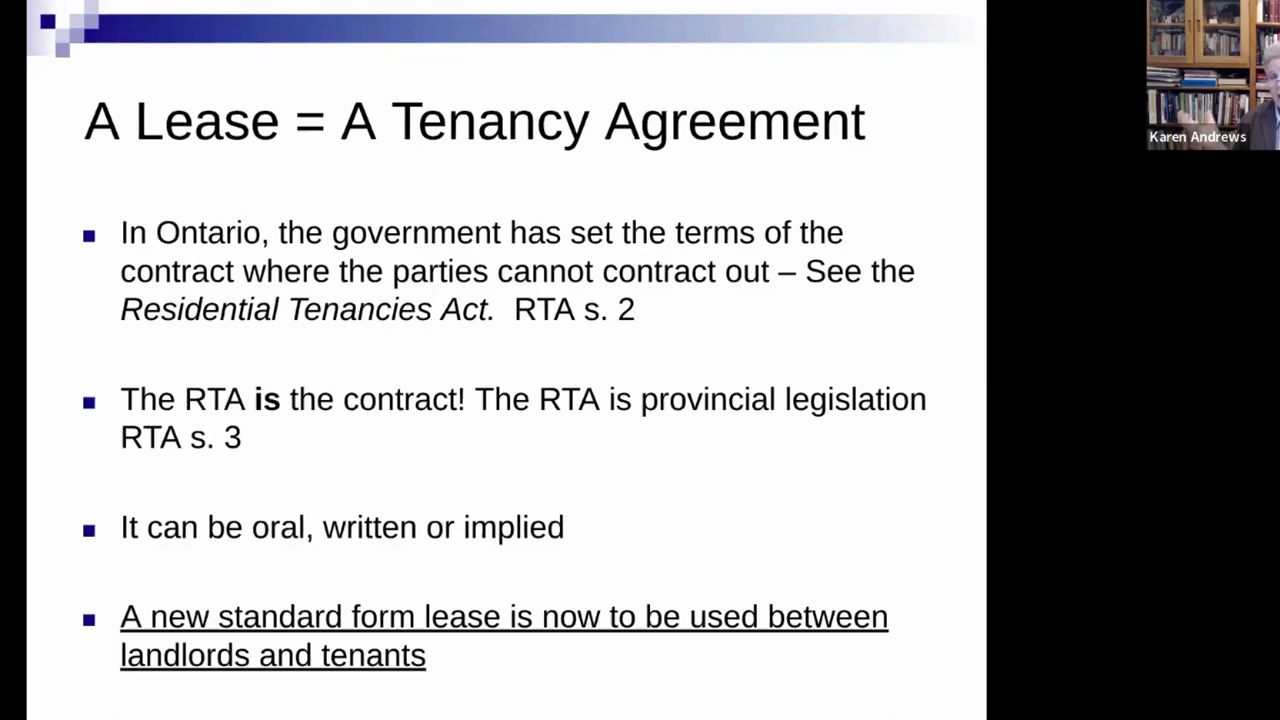 A Lease = A Tenancy Agreement
In Ontario, the government has set the terms of the
contract where the parties cannot contract out – See the
Residential Tenancies Act. RTA s. 2
The RTA is the contract! The RTA is provincial legislation
RTA s. 3
It can be oral, written or implied
A new standard form lease is now to be used between
landlords and tenants
Karen Andrews